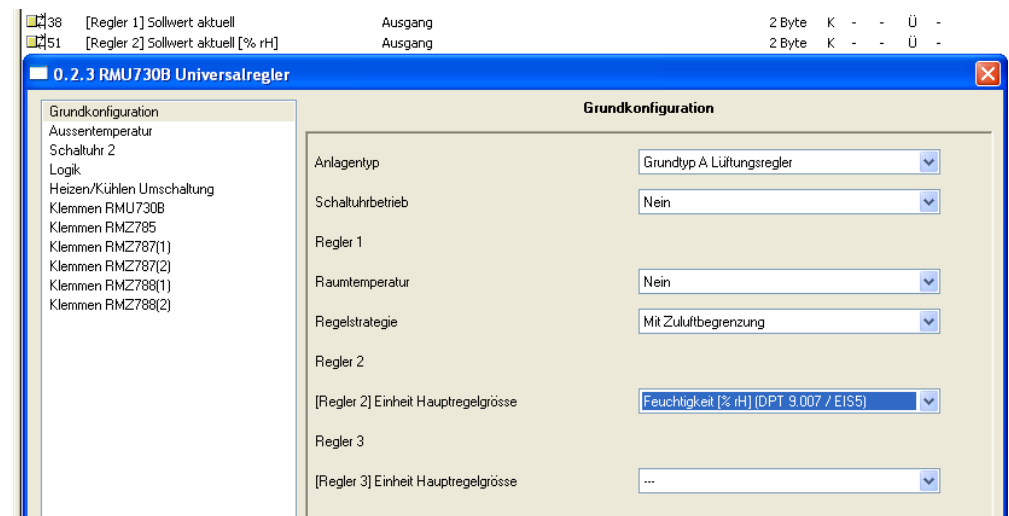 38 [Regler 1] Sollwert aktuell Ausgang 2 Byte K - - Ü -
51 [Regler 2] Sollwert aktuell [% rH] Ausgang 2 Byte K - - Ü -
0.2.3 RMU730B Universalregler
Grundkonfiguration
Aussentemperatur
Schaltuhr 2
Logik
Heizen/Kühlen Umschaltung
Klemmen RMU730B
Klemmen RMZ785
Klemmen RMZ787(1)
Klemmen RMZ787(2)
Klemmen RMZ788(1)
Klemmen RMZ788(2)
Grundkonfiguration
Anlagentyp Grundtyp A Lüftungsregler
Schaltuhrbetrieb Nein
Regler 1
Raumtemperatur Nein
Regelstrategie Mit Zuluftbegrenzung
Regler 2
[Regler 2] Einheit Hauptregelgrösse Feuchtigkeit [% rH] (DPT 9.007 / EIS5)
Regler 3
[Regler 3] Einheit Hauptregelgrösse ---